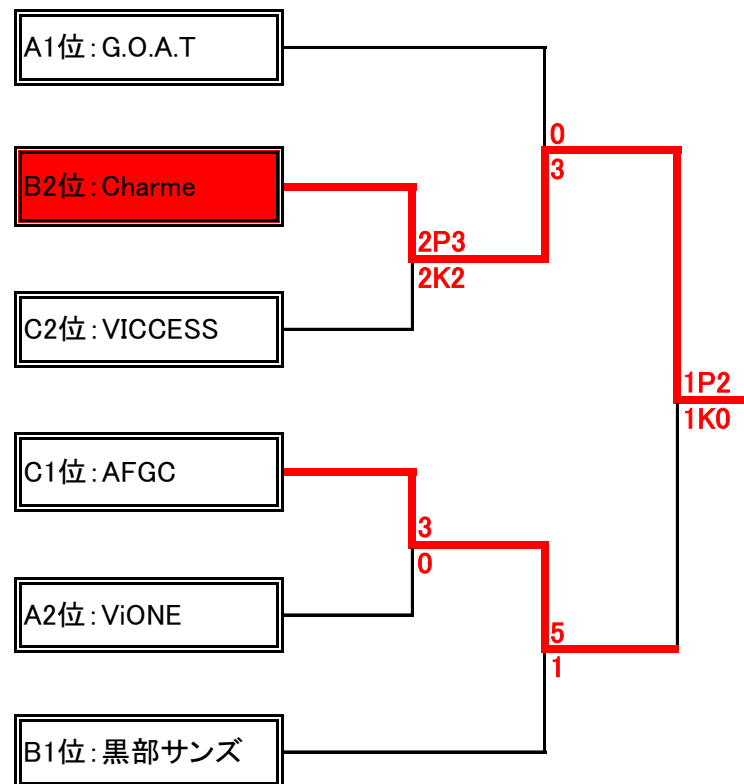 A1位：G.O.A.T
0
B2位：Charme
3
2P3
2K2
C2位：VICCESS
1P2
1K0
C1位：AFGC
3
0
A2位：ViONE
5
1
B1位：黒部サンズ